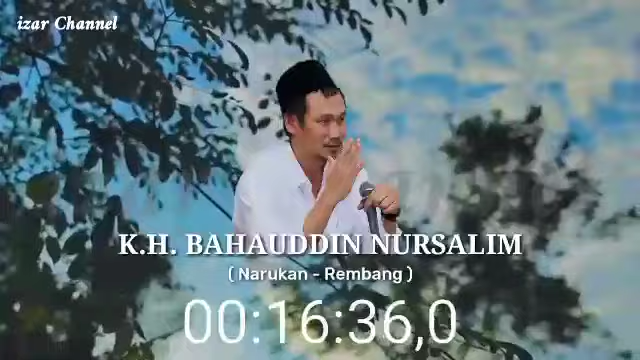 izar Channel
K.H. BAHAUDDIN NURSALIM
( Narukan - Rembang )
00:16:36,0